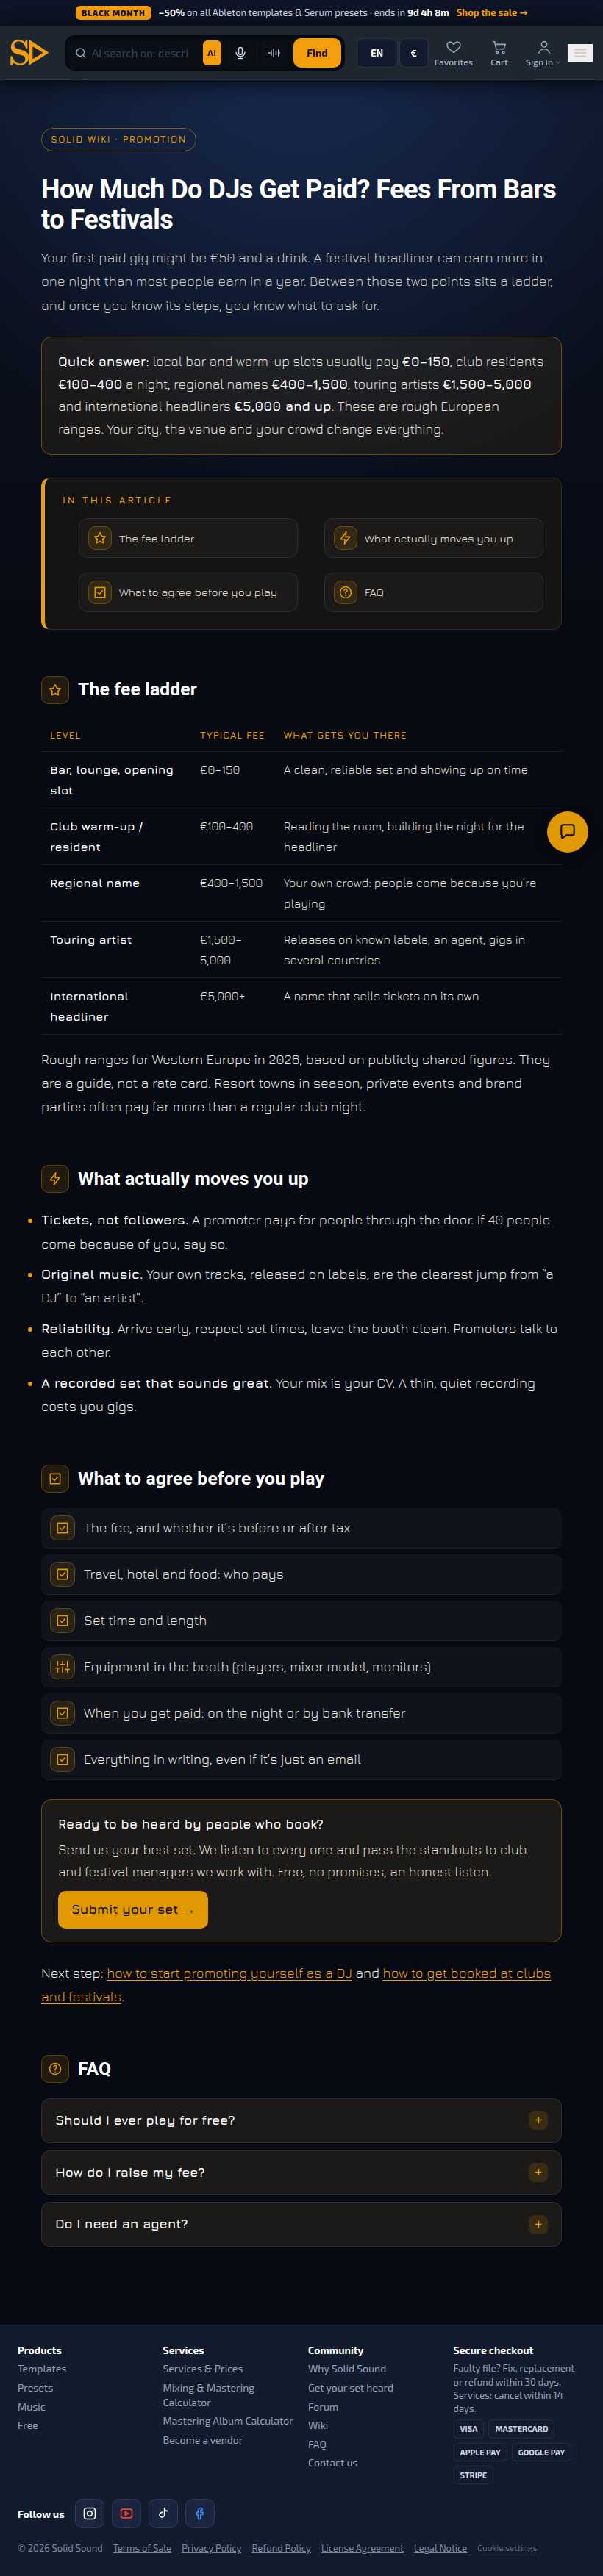 BLACK MONTH −50% on all Ableton templates & Serum presets · ends in 9d 4h 8m Shop the sale →
AI search on: descri AI Find EN € Favorites Cart Sign in
SOLID WIKI · PROMOTION
How Much Do DJs Get Paid? Fees From Bars
to Festivals
Your first paid gig might be €50 and a drink. A festival headliner can earn more in
one night than most people earn in a year. Between those two points sits a ladder,
and once you know its steps, you know what to ask for.
Quick answer: local bar and warm-up slots usually pay €0–150, club residents
€100–400 a night, regional names €400–1,500, touring artists €1,500–5,000
and international headliners €5,000 and up. These are rough European
ranges. Your city, the venue and your crowd change everything.
IN THIS ARTICLE
The fee ladder
What actually moves you up
What to agree before you play
FAQ
The fee ladder
LEVEL TYPICAL FEE WHAT GETS YOU THERE
Bar, lounge, opening €0–150 A clean, reliable set and showing up on time
slot
Club warm-up / €100–400 Reading the room, building the night for the
resident headliner
Regional name €400–1,500 Your own crowd: people come because you're
playing
Touring artist €1,500– Releases on known labels, an agent, gigs in
5,000 several countries
International €5,000+ A name that sells tickets on its own
headliner
Rough ranges for Western Europe in 2026, based on publicly shared figures. They
are a guide, not a rate card. Resort towns in season, private events and brand
parties often pay far more than a regular club night.
What actually moves you up
Tickets, not followers. A promoter pays for people through the door. If 40 people
come because of you, say so.
Original music. Your own tracks, released on labels, are the clearest jump from “a
DJ” to “an artist”.
Reliability. Arrive early, respect set times, leave the booth clean. Promoters talk to
each other.
A recorded set that sounds great. Your mix is your CV. A thin, quiet recording
costs you gigs.
What to agree before you play
The fee, and whether it's before or after tax
Travel, hotel and food: who pays
Set time and length
Equipment in the booth (players, mixer model, monitors)
When you get paid: on the night or by bank transfer
Everything in writing, even if it's just an email
Ready to be heard by people who book?
Send us your best set. We listen to every one and pass the standouts to club
and festival managers we work with. Free, no promises, an honest listen.
Submit your set →
Next step: how to start promoting yourself as a DJ and how to get booked at clubs
and festivals.
FAQ
Should I ever play for free? +
How do I raise my fee? +
Do I need an agent? +
Products
Templates
Presets
Music
Free
Services
Services & Prices
Mixing & Mastering
Calculator
Mastering Album Calculator
Become a vendor
Community
Why Solid Sound
Get your set heard
Forum
Wiki
FAQ
Contact us
Secure checkout
Faulty file? Fix, replacement
or refund within 30 days.
Services: cancel within 14
days.
VISA MASTERCARD
APPLE PAY GOOGLE PAY
STRIPE
Follow us
© 2026 Solid Sound Terms of Sale Privacy Policy Refund Policy License Agreement Legal Notice Cookie settings